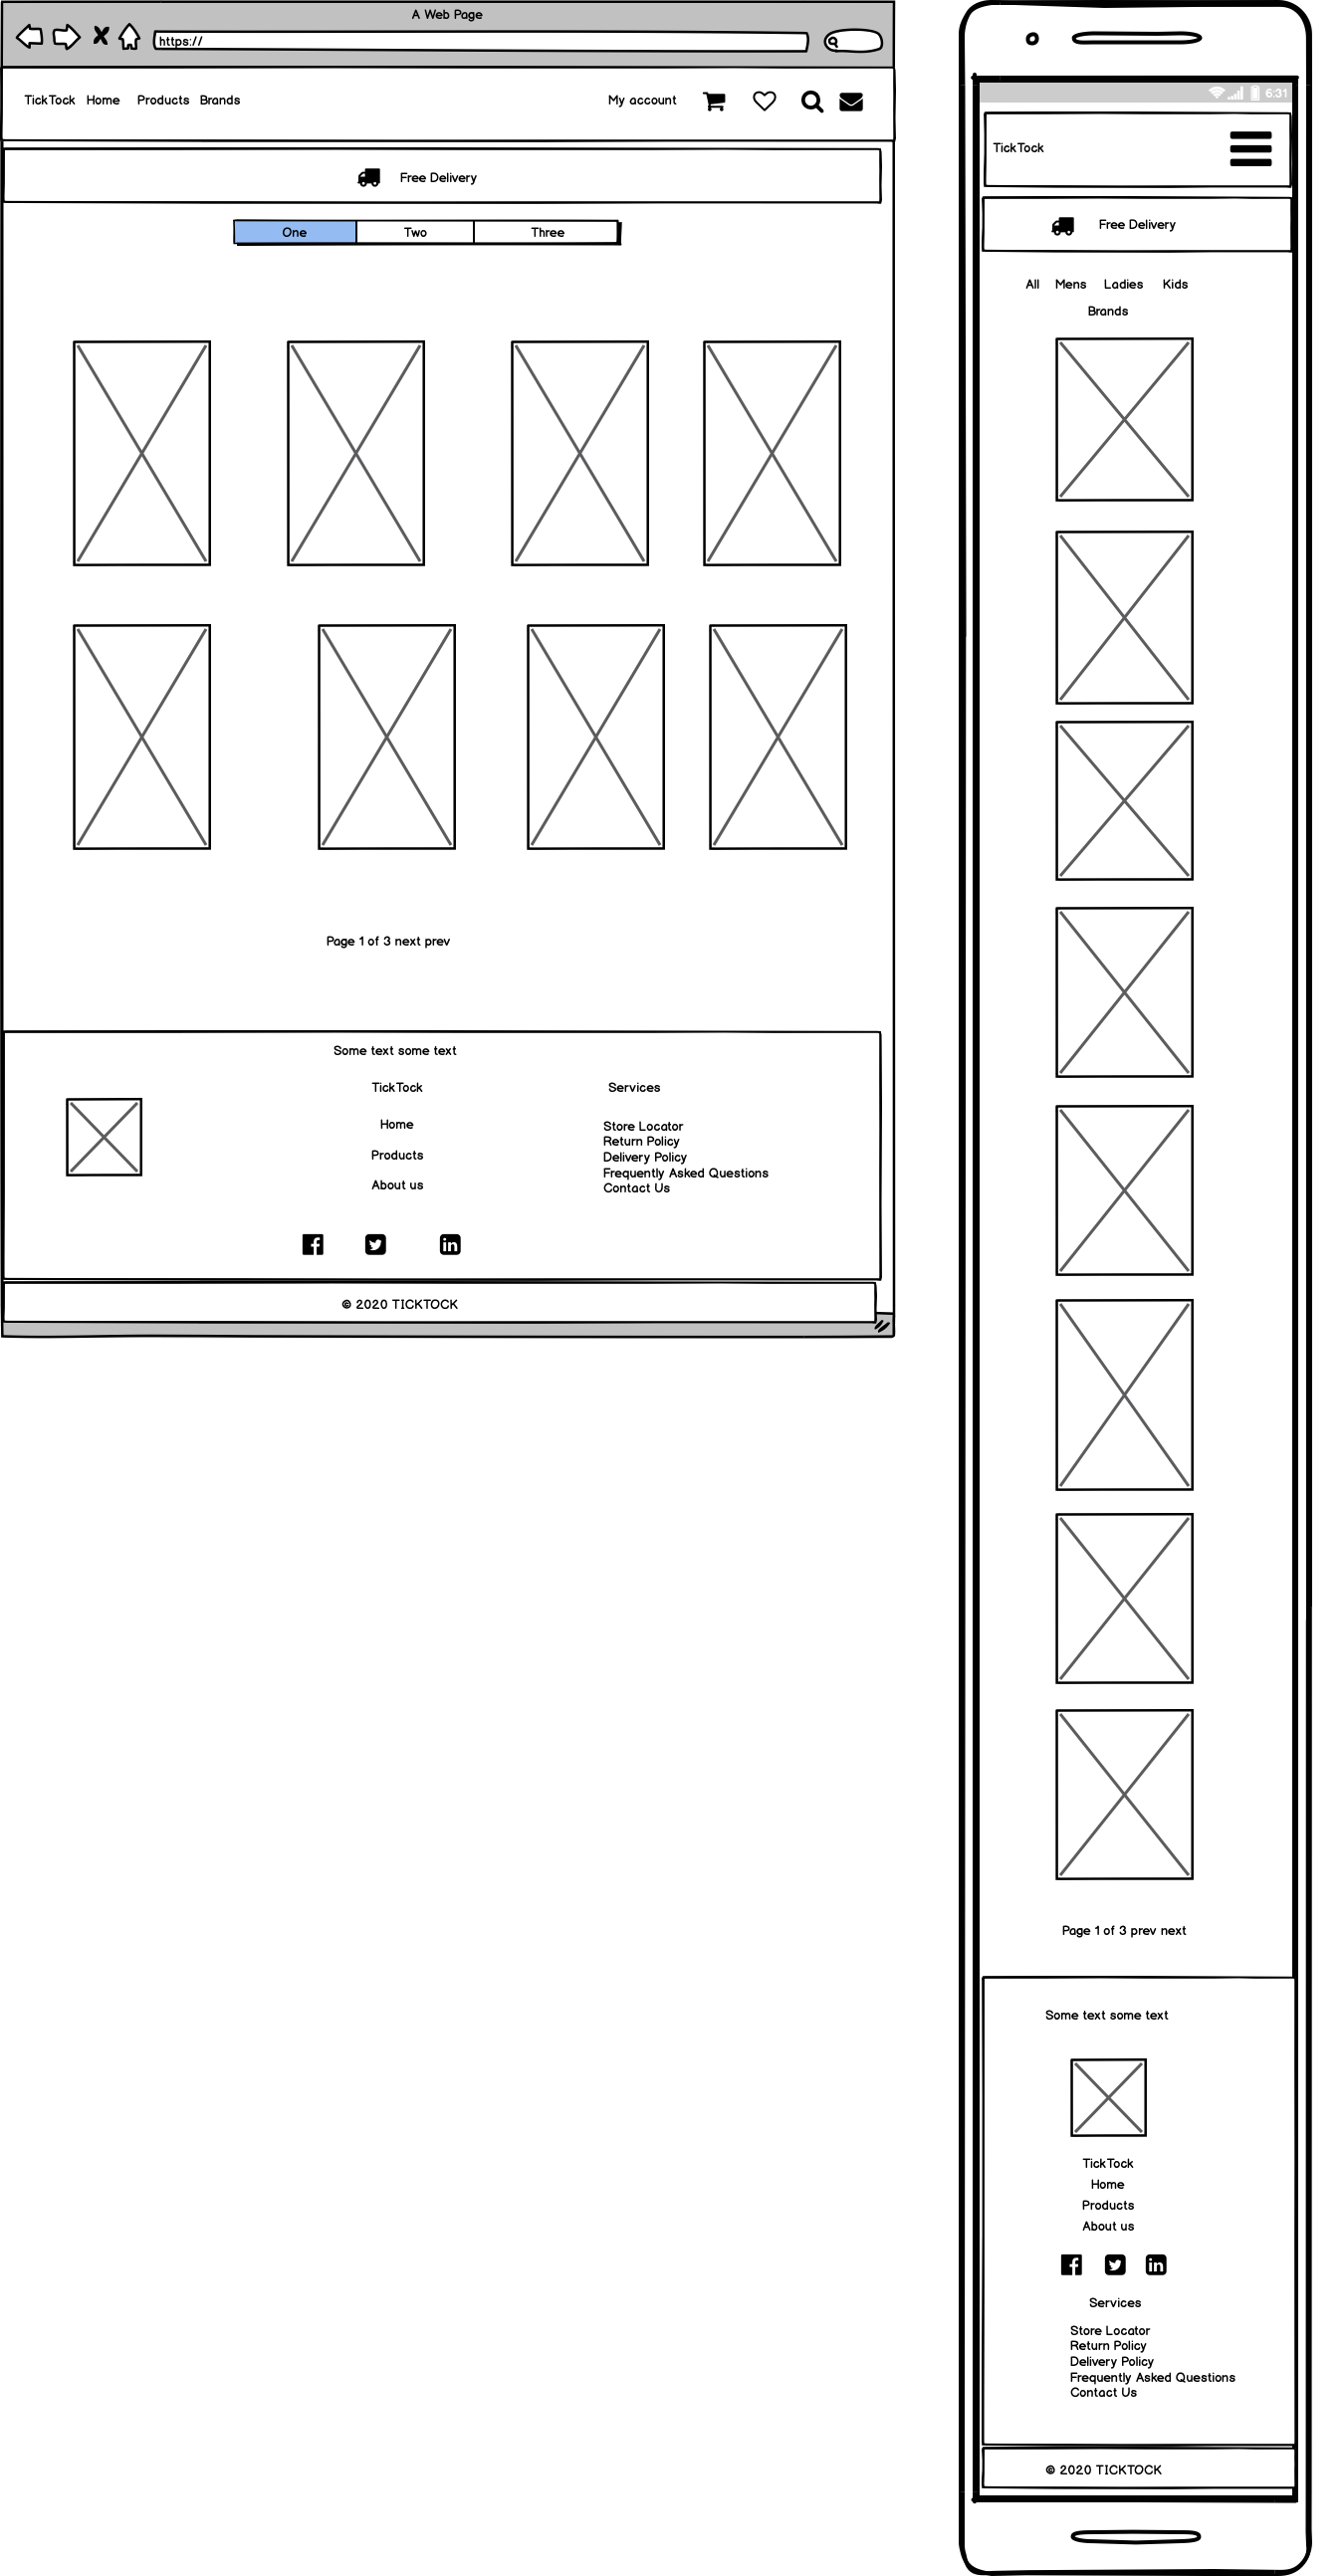 A Web Page
https://
TickTock Home Products Brands My account
Free Delivery
One Two Three
Page 1 of 3 next prev
Some text some text
TickTock
Home
Products
About us
Services
Store Locator
Return Policy
Delivery Policy
Frequently Asked Questions
Contact Us
© 2020 TICKTOCK
6:31
TickTock
Free Delivery
All Mens Ladies Kids
Brands
Page 1 of 3 prev next
Some text some text
TickTock
Home
Products
About us
Services
Store Locator
Return Policy
Delivery Policy
Frequently Asked Questions
Contact Us
© 2020 TICKTOCK